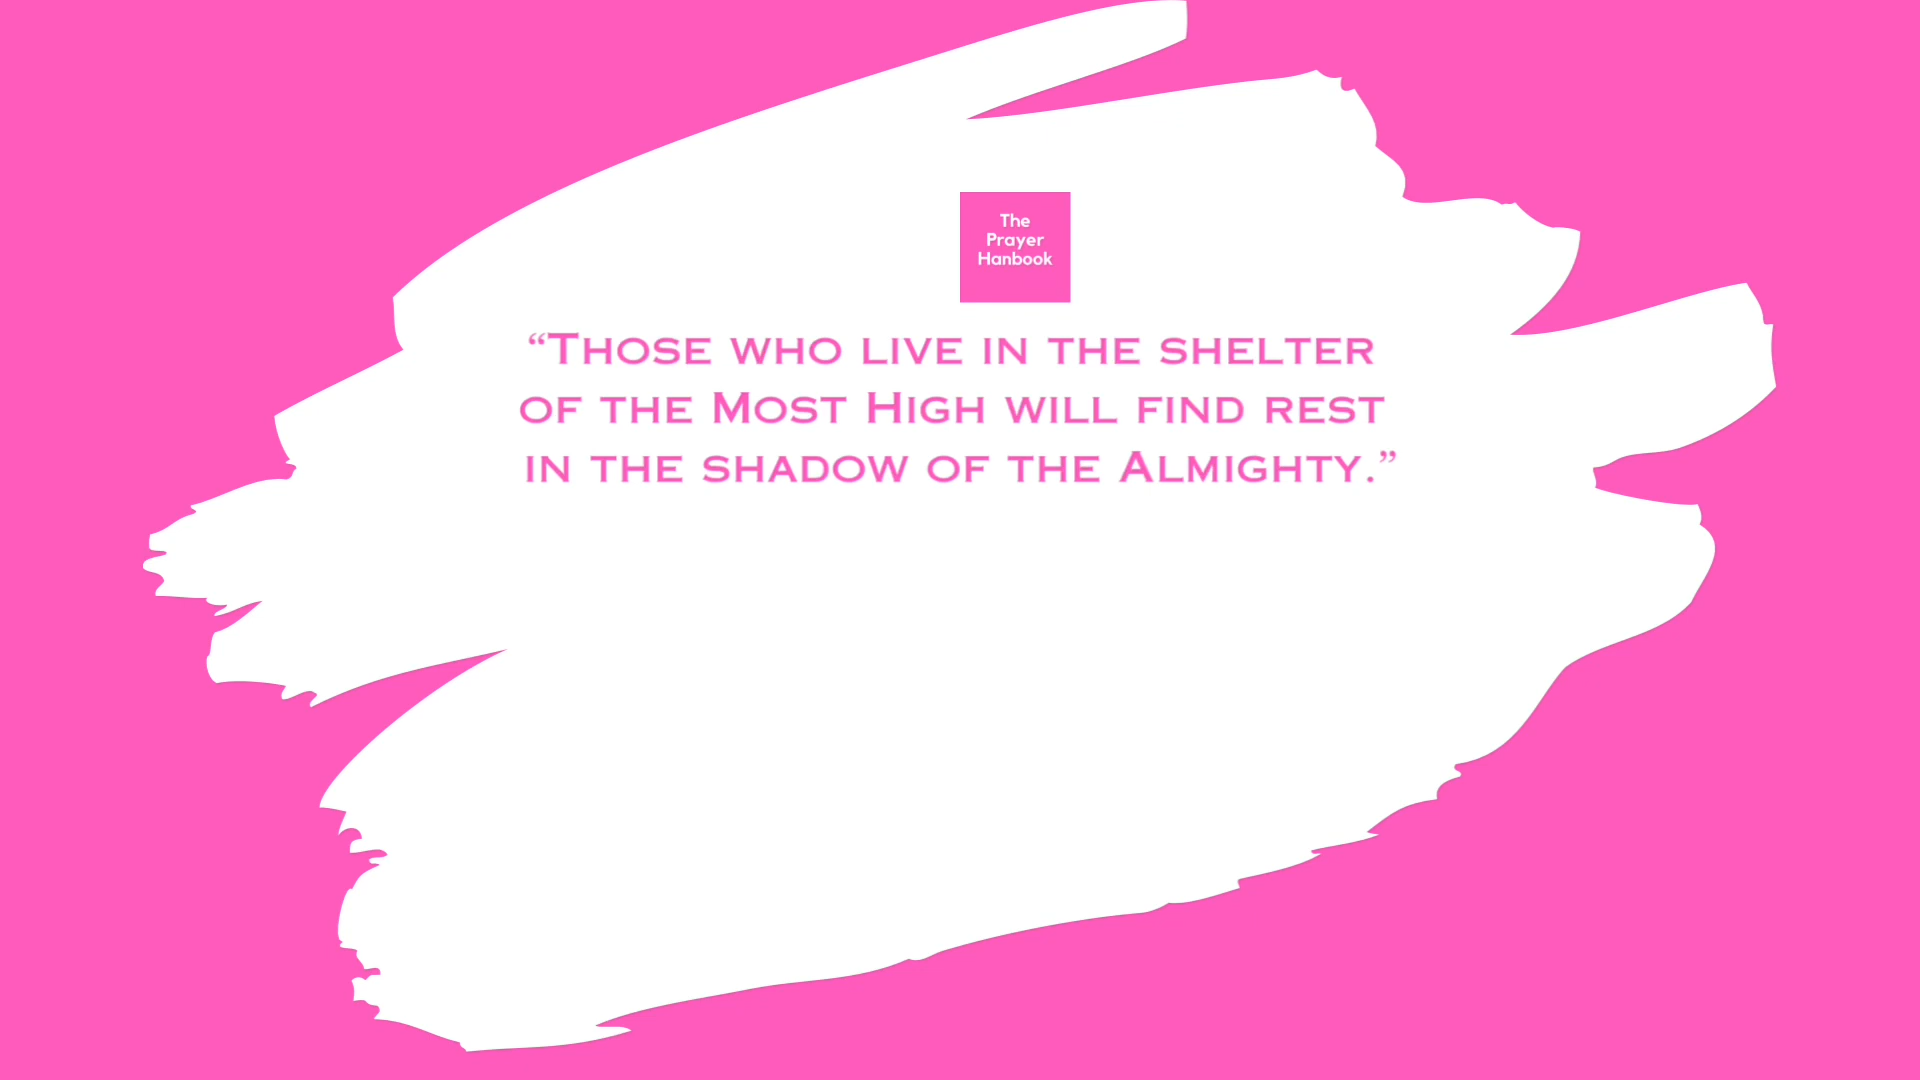 The
Prayer
Hanbook
“Those who live in the shelter
of the Most High will find rest
in the shadow of the Almighty.”